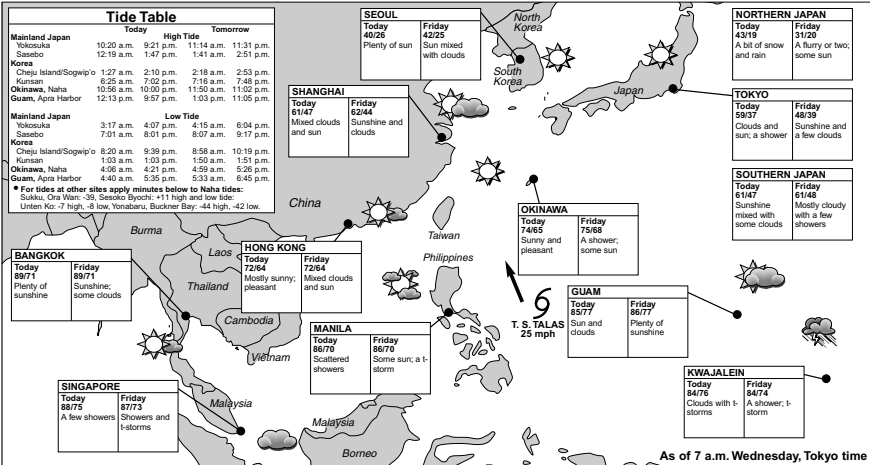 Tide Table
Today Tomorrow
Mainland Japan High Tide
Yokosuka 10:20 a.m. 9:21 p.m. 11:14 a.m. 11:31 p.m.
Sasebo 12:19 a.m. 1:47 p.m. 1:41 a.m. 2:51 p.m.
Korea
Cheju Island/Sogwip'o 1:27 a.m. 2:10 p.m. 2:18 a.m. 2:53 p.m.
Kunsan 6:25 a.m. 7:02 p.m. 7:16 a.m. 7:48 p.m.
Okinawa, Naha 10:56 a.m. 10:00 p.m. 11:50 a.m. 11:02 p.m.
Guam, Apra Harbor 12:13 p.m. 9:57 p.m. 1:03 p.m. 11:05 p.m.
Mainland Japan Low Tide
Yokosuka 3:17 a.m. 4:07 p.m. 4:15 a.m. 6:04 p.m.
Sasebo 7:01 a.m. 8:01 p.m. 8:07 a.m. 9:17 p.m.
Korea
Cheju Island/Sogwip'o 8:20 a.m. 9:39 p.m. 8:58 a.m. 10:19 p.m.
Kunsan 1:03 a.m. 1:03 p.m. 1:50 a.m. 1:51 p.m.
Okinawa, Naha 4:06 a.m. 4:21 p.m. 4:59 a.m. 5:26 p.m.
Guam, Apra Harbor 4:40 a.m. 5:35 p.m. 5:33 a.m. 6:45 p.m.
• For tides at other sites apply minutes below to Naha tides:
Sukku, Ora Wan: -39, Sesoko Byochi: +11 high and low tide:
Unten Ko: -7 high, -8 low, Yonabaru, Buckner Bay: -44 high, -42 low.
SEOUL
Today Friday
40/26 42/25
Plenty of sun Sun mixed
with clouds
North
Korea
South
Korea
Japan
NORTHERN JAPAN
Today Friday
43/19 31/20
A bit of snow A flurry or two;
and rain some sun
SHANGHAI
Today Friday
61/47 62/44
Mixed clouds Sunshine and
and sun clouds
TOKYO
Today Friday
59/37 48/39
Clouds and Sunshine and
sun; a shower a few clouds
SOUTHERN JAPAN
Today Friday
61/47 61/48
Sunshine Mostly cloudy
mixed with with a few
some clouds showers
China
OKINAWA
Today Friday
74/65 75/68
Sunny and A shower;
pleasant some sun
Burma
Laos
Thailand
Cambodia
Vietnam
Taiwan
Philippines
BANGKOK
Today Friday
89/71 89/71
Plenty of Sunshine;
sunshine some clouds
HONG KONG
Today Friday
72/64 72/64
Mostly sunny; Mixed clouds
pleasant and sun
T. S. TALAS
25 mph
GUAM
Today Friday
85/77 86/77
Sun and Plenty of
clouds sunshine
MANILA
Today Friday
86/70 86/70
Scattered Some sun; a t-
showers storm
KWAJALEIN
Today Friday
84/76 84/74
Clouds with t- A shower; t-
storms storm
SINGAPORE
Today Friday
88/75 87/73
A few showers Showers and
t-storms
Malaysia
Malaysia
Borneo
As of 7 a.m. Wednesday, Tokyo time